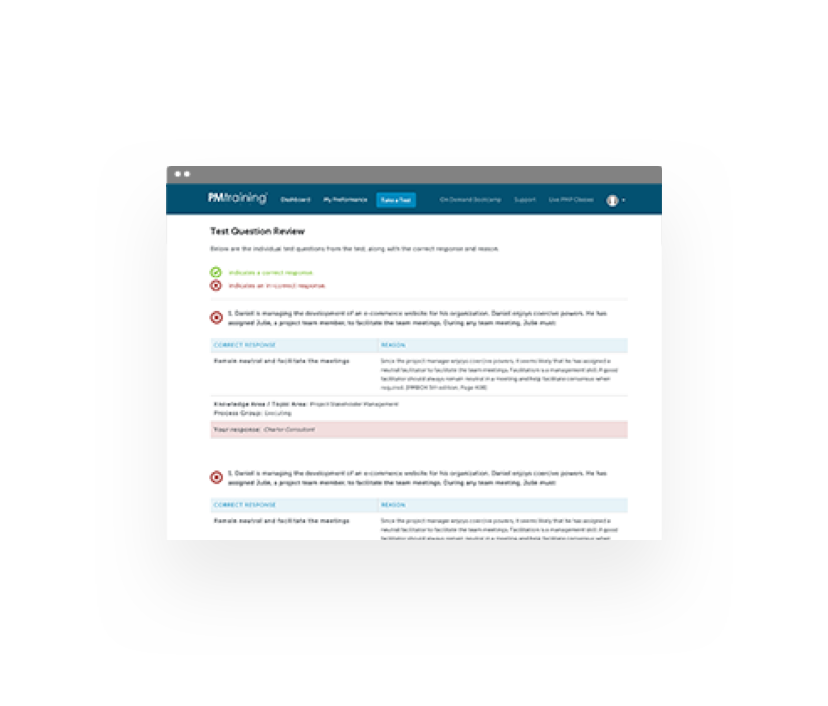 PMtraining
Dashboard My Performance Take a Test On Demand Bootcamp Support Live PMP Classes
Test Question Review
Below are the individual test questions from the test, along with the correct response and reason.
Indicates a correct response.
Indicates an in-correct response.
1. Daniell is managing the development of an e-commerce website for his organization. Daniell enjoys coercive powers. He has
assigned Julie, a project team member, to facilitate the team meetings. During any team meeting, Julie must:
CORRECT RESPONSE REASON
Remain neutral and facilitate the meetings
Since the project manager enjoys coercive powers, it seems likely that he has assigned a
neutral facilitator to facilitate the team meetings. Facilitation is a management skill. A good
facilitator should always remain neutral in a meeting and help facilitate consensus when
required. [PMBOK 5th edition, Page
Knowledge Area / Topic Area: Project Stakeholder Management
Process Group: Executing
Your response: Charter Consultant
1. Daniell is managing the development of an e-commerce website for his organization. Daniell enjoys coercive powers. He has
assigned Julie, a project team member, to facilitate the team meetings. During any team meeting, Julie must:
CORRECT RESPONSE REASON
Remain neutral and facilitate the meetings
Since the project manager enjoys coercive powers, it seems likely that he has assigned a
neutral facilitator to facilitate the team meetings. Facilitation is a management skill. A good
facilitator should always remain neutral in a meeting and help facilitate consensus when